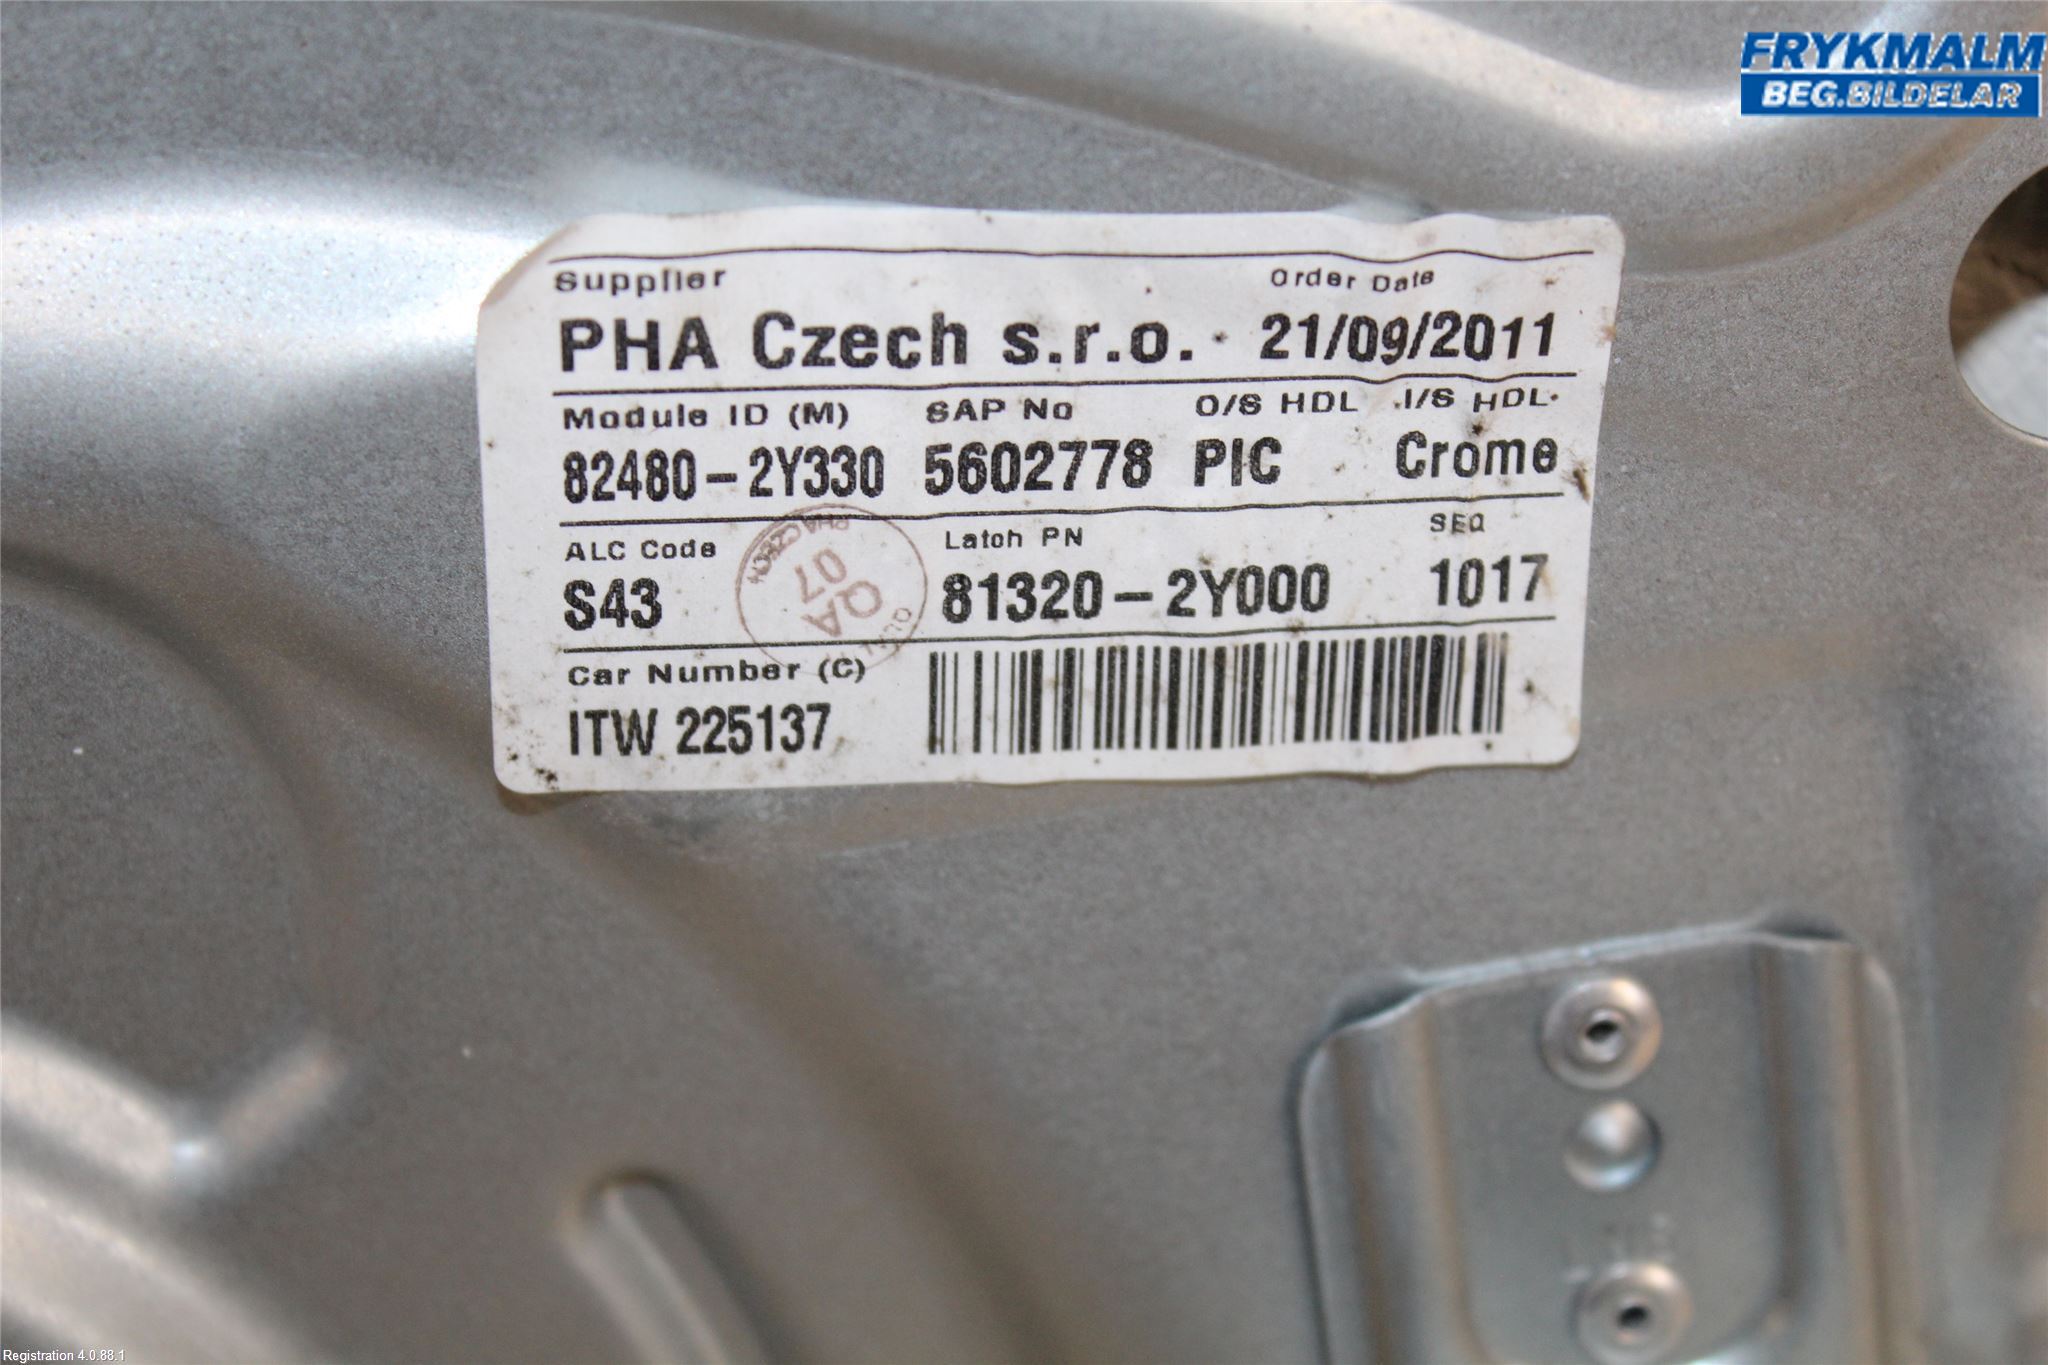 FRYKMALM
BEG.BILDELAR
Supplier Order Date
PHA Czech s.r.o. 21/09/2011
Module ID (M) SAP No O/S HDL I/S HDL
82480-2Y330 5602778 PIC Crome
ALC Code Latch PN SEQ
S43 81320-2Y000 1017
PHA CZECH
07
QA
Car Number (C)
ITW 225137
Registration 4.0.88.1